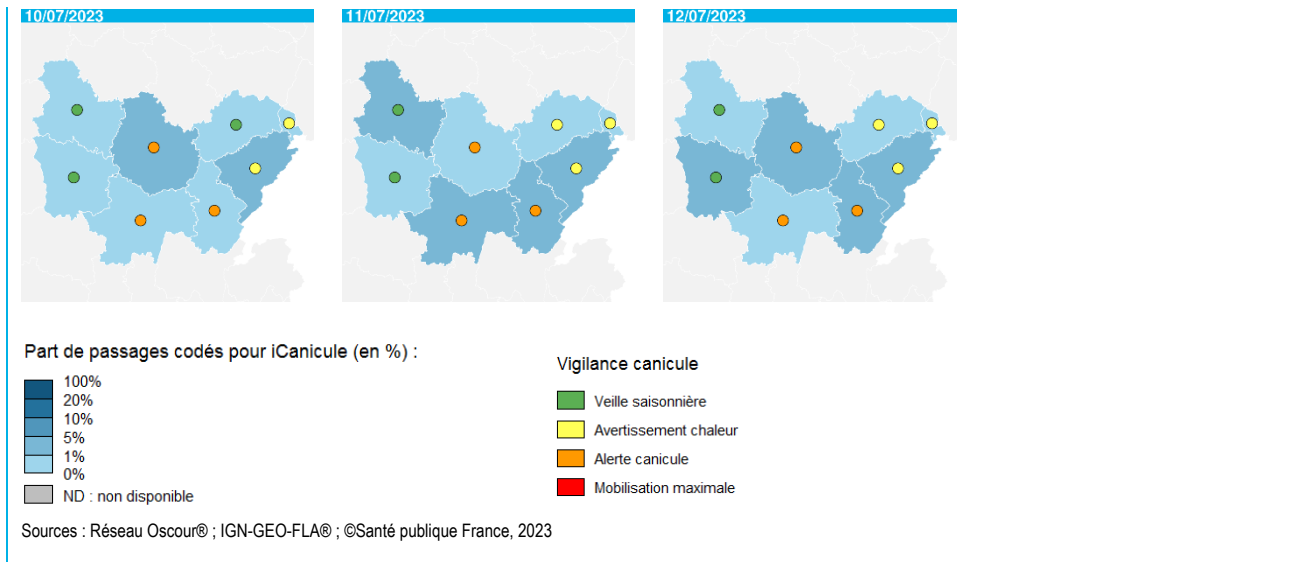 10/07/2023
11/07/2023
12/07/2023
Part de passages codés pour iCanicule (en %) :
100%
20%
10%
5%
1%
0%
ND : non disponible
Vigilance canicule
Veille saisonnière
Avertissement chaleur
Alerte canicule
Mobilisation maximale
Sources : Réseau Oscour® ; IGN-GEO-FLA® ; ©Santé publique France, 2023